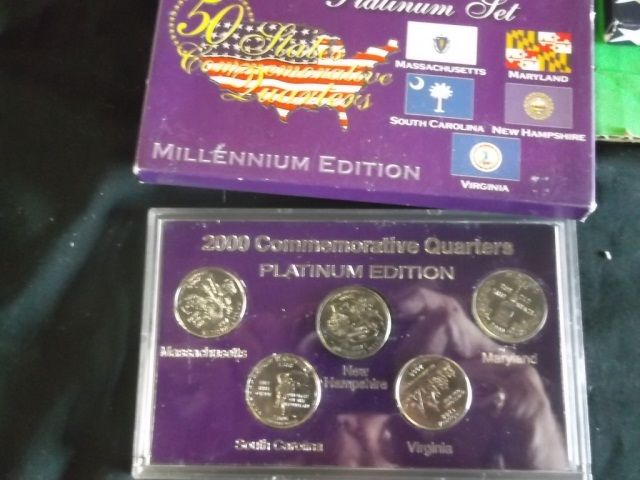 Platinum Set
50 States
Commemorative
Quarters
MASSACHUSETTS
MARYLAND
SOUTH CAROLINA
NEW HAMPSHIRE
VIRGINIA
MILLENNIUM EDITION
2000 Commemorative Quarters
PLATINUM EDITION
Massachusetts
New
Hampshire
Maryland
South Carolina
Virginia